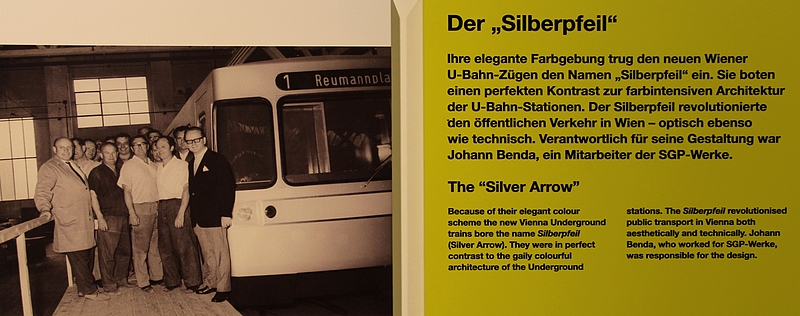 1 Reumannpla
Der „Silberpfeil“
Ihre elegante Farbgebung trug den neuen Wiener
U-Bahn-Zügen den Namen „Silberpfeil“ ein. Sie boten
einen perfekten Kontrast zur farbintensiven Architektur
der U-Bahn-Stationen. Der Silberpfeil revolutionierte
den öffentlichen Verkehr in Wien – optisch ebenso
wie technisch. Verantwortlich für seine Gestaltung war
Johann Benda, ein Mitarbeiter der SGP-Werke.
The “Silver Arrow”
Because of their elegant colour
scheme the new Vienna Underground
trains bore the name Silberpfeil
(Silver Arrow). They were in perfect
contrast to the gaily colourful
architecture of the Underground
stations. The Silberpfeil revolutionised
public transport in Vienna both
aesthetically and technically. Johann
Benda, who worked for SGP-Werke,
was responsible for the design.